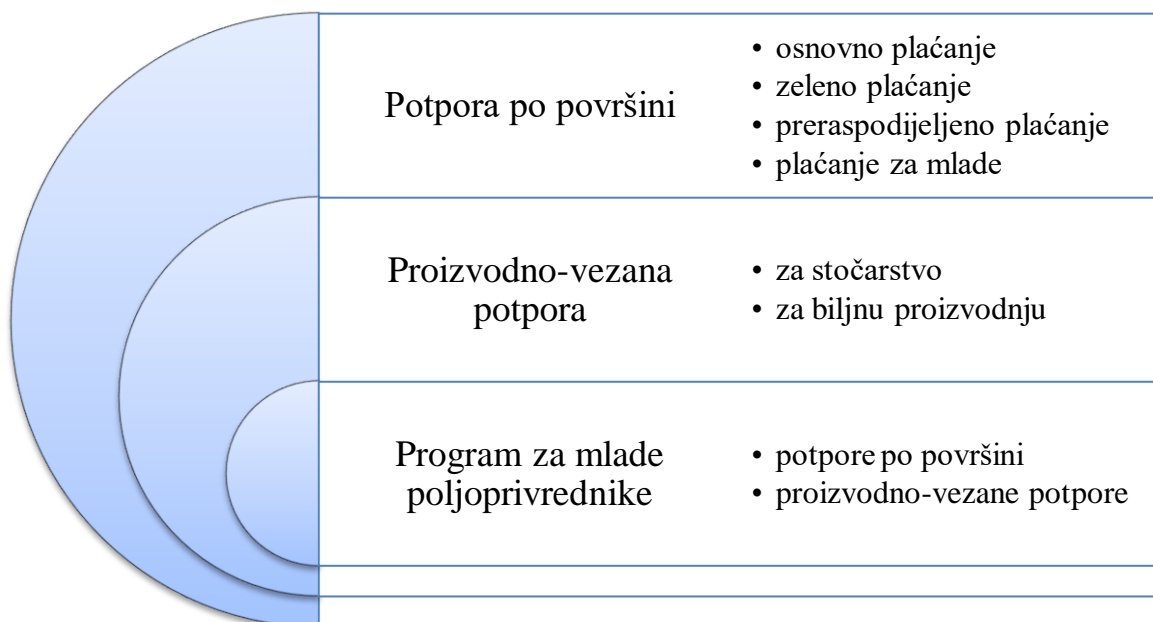 Potpora po površini
• osnovno plaćanje
• zeleno plaćanje
• preraspodijeljeno plaćanje
• plaćanje za mlade
Proizvodno-vezana
potpora
• za stočarstvo
• za biljnu proizvodnju
Program za mlade
poljoprivrednike
• potpore po površini
• proizvodno-vezane potpore